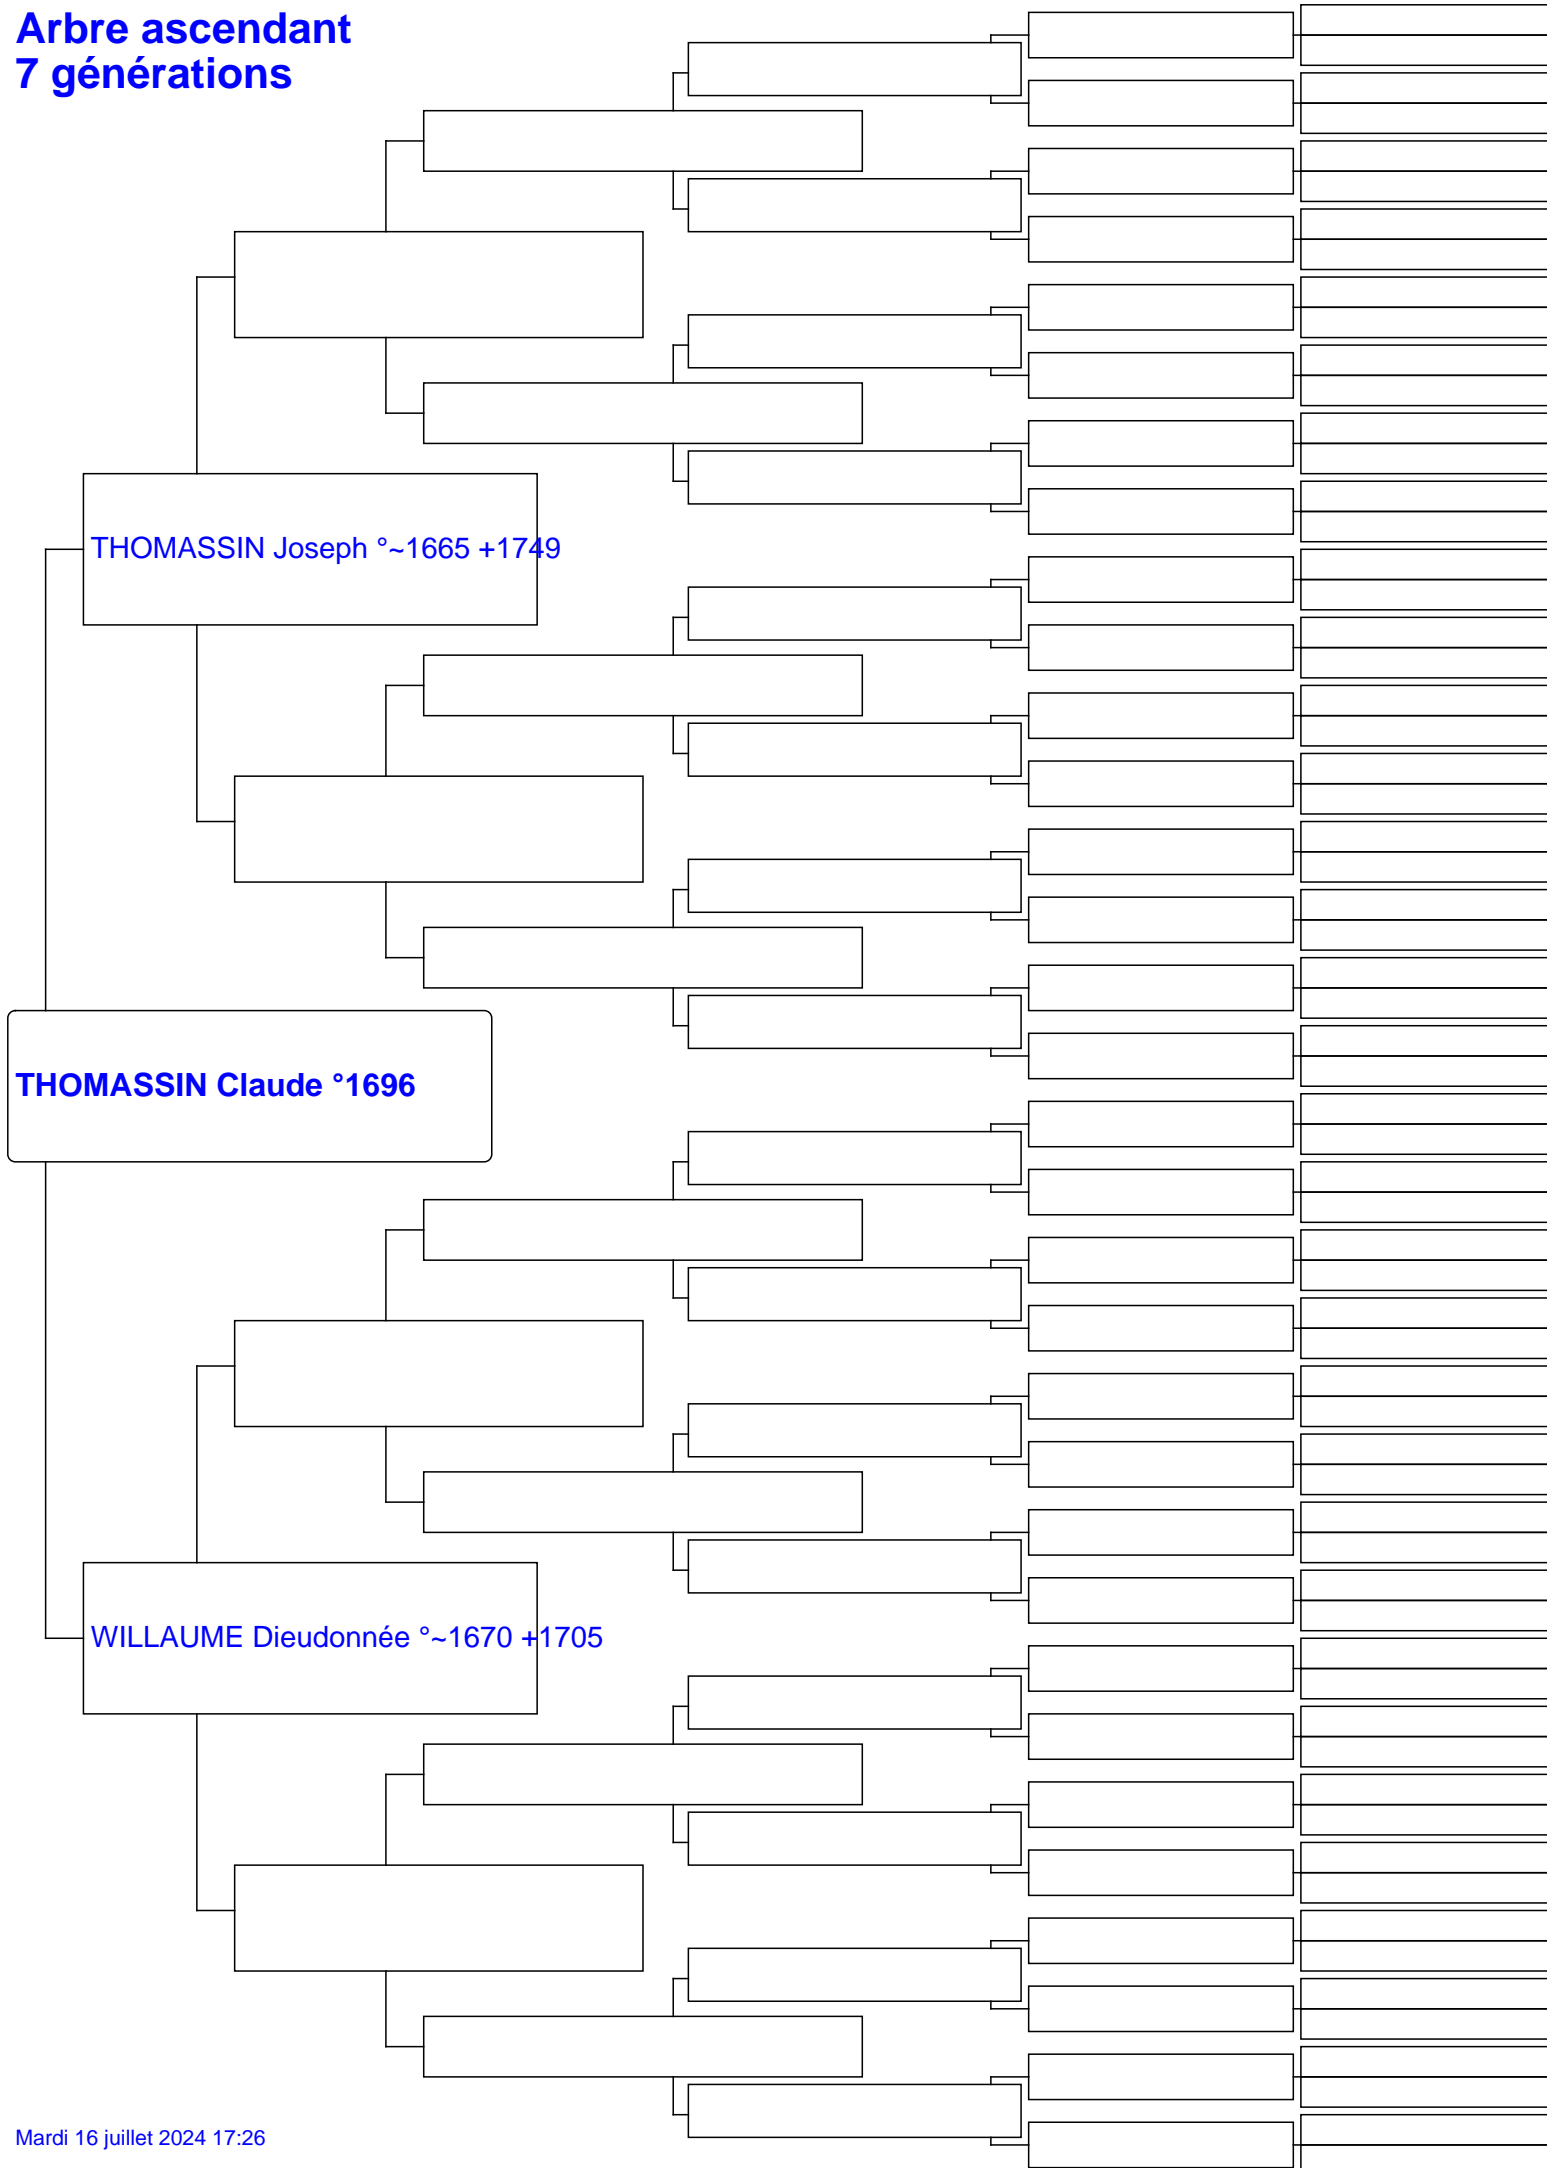 Arbre ascendant
7 générations
THOMASSIN Joseph °~1665 +1749
THOMASSIN Claude °1696
WILLAUME Dieudonnée °~1670 +1705
Mardi 16 juillet 2024 17:26